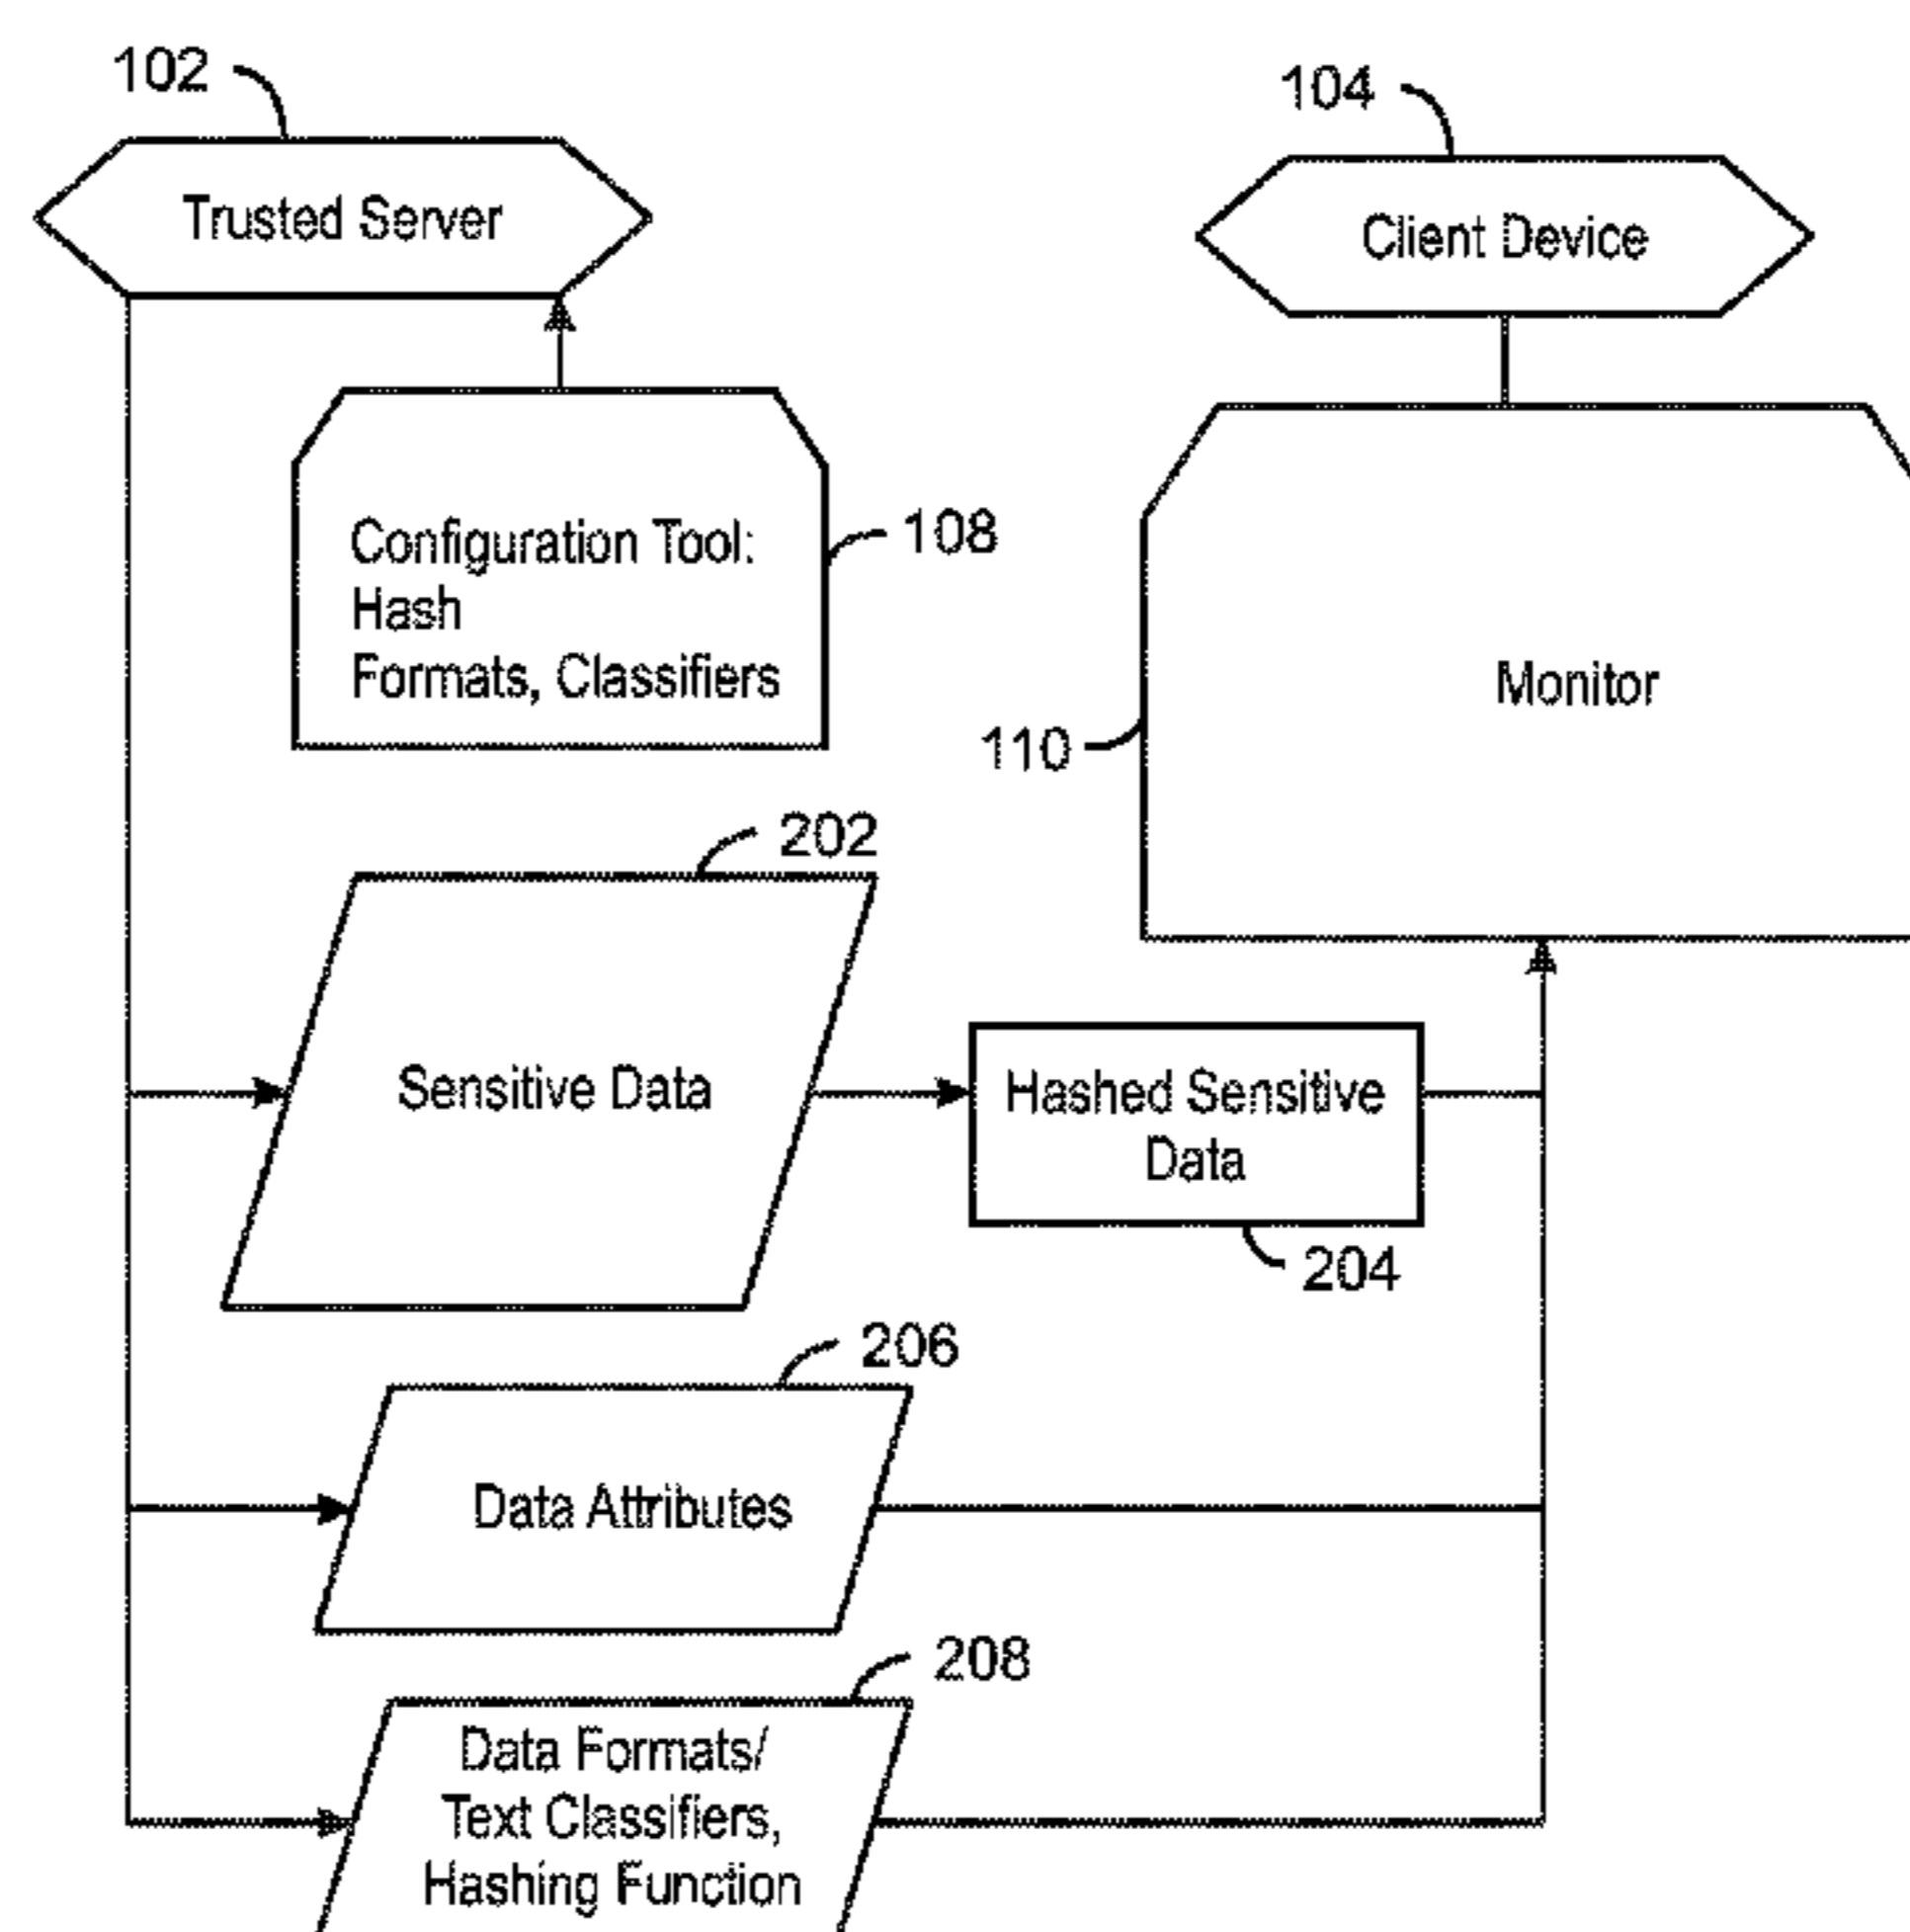 102
104
Trusted Server
Client Device
Configuration Tool:
Hash
Formats, Classifiers
108
Monitor
110
202
Sensitive Data
Hashed Sensitive
Data
204
206
Data Attributes
208
Data Formats/
Text Classifiers,
Hashing Function